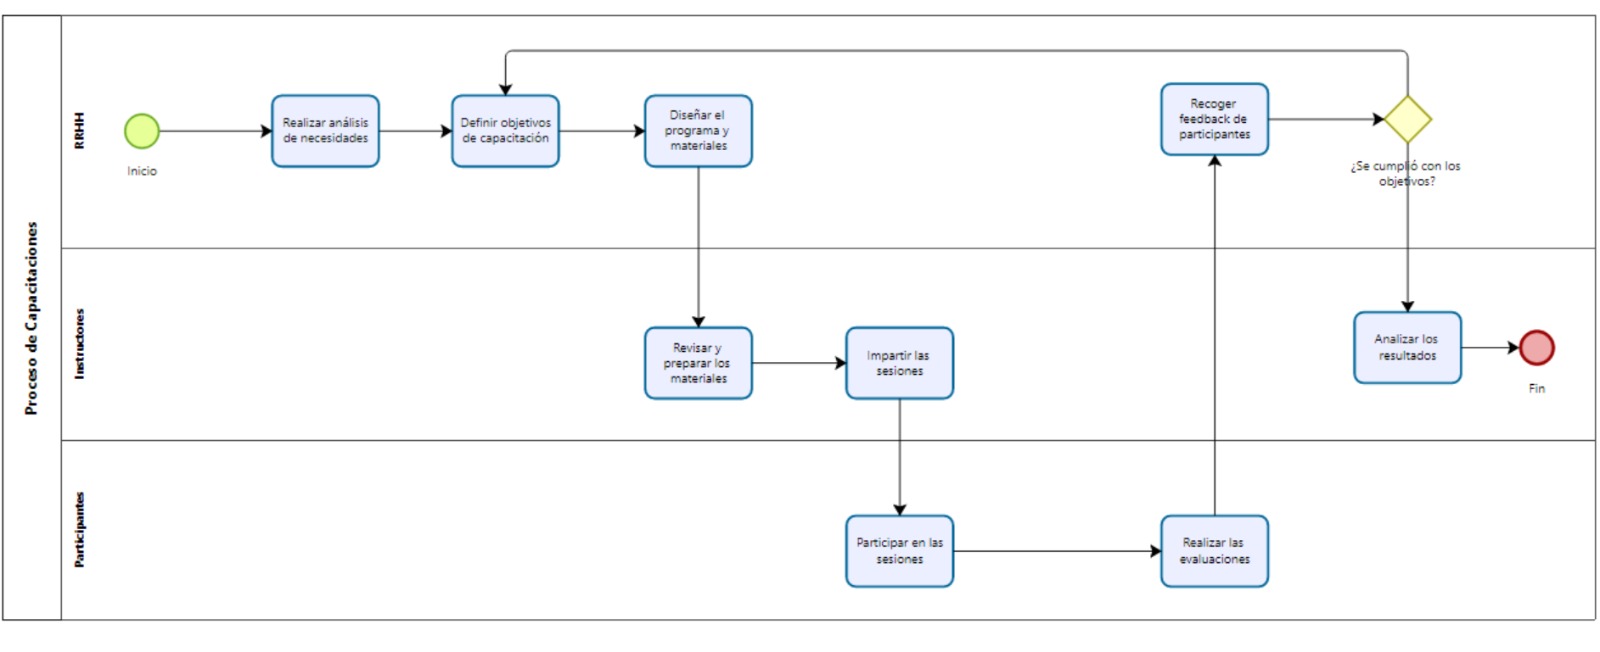 Proceso de Capacitaciones
RRHH
Inicio
Realizar análisis
de necesidades
Definir objetivos
de capacitación
Diseñar el
programa y
materiales
Recoger
feedback de
participantes
¿Se cumplió con los
objetivos?
Instructores
Revisar y
preparar los
materiales
Impartir las
sesiones
Analizar los
resultados
Fin
Participantes
Participar en las
sesiones
Realizar las
evaluaciones